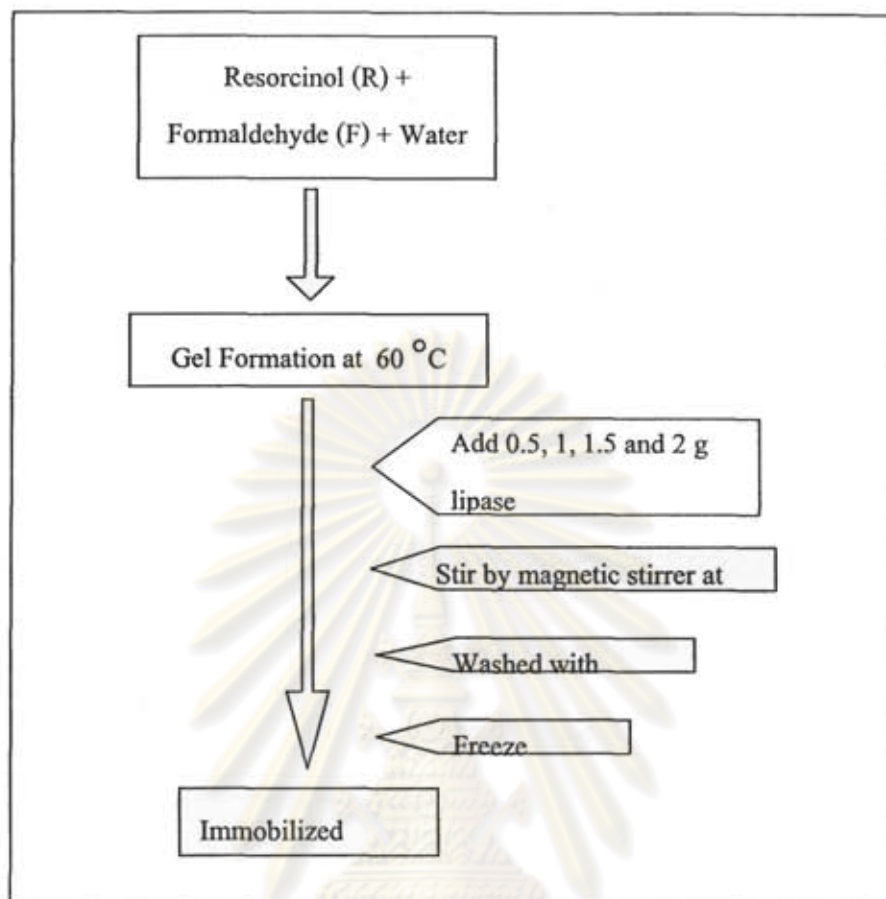 Resorcinol (R) +
Formaldehyde (F) + Water
Gel Formation at 60 °C
Add 0.5, 1, 1.5 and 2 g
lipase
Stir by magnetic stirrer at
Washed with
Freeze
Immobilized